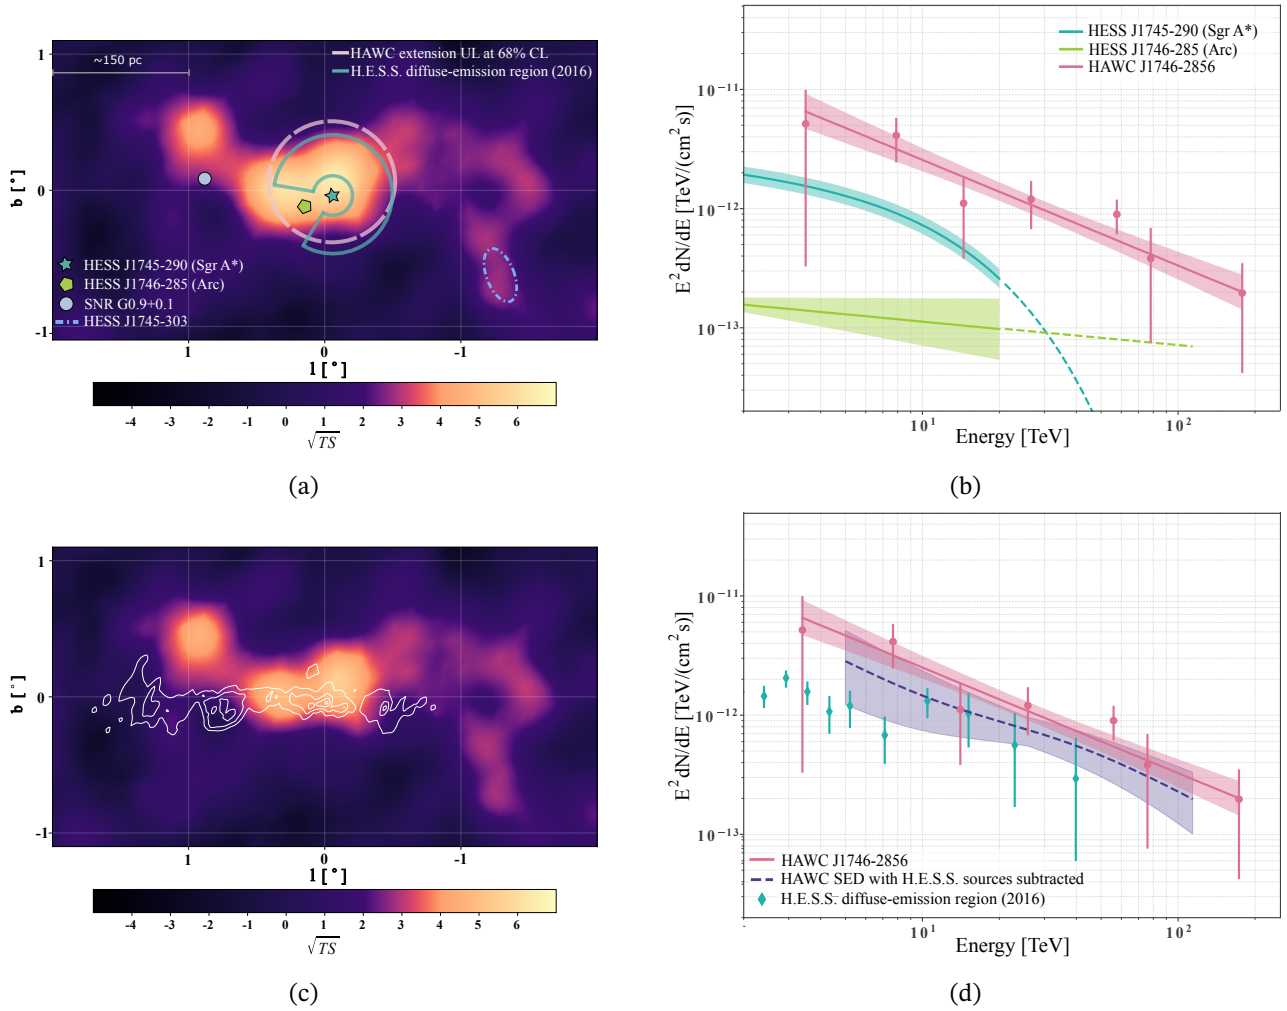 1
0
-1
b [°]
~150 pc
HAWC extension UL at 68% CL
H.E.S.S. diffuse-emission region (2016)
HESS J1745-290 (Sgr A*)
HESS J1746-285 (Arc)
SNR G0.9+0.1
HESS J1745-303
1 0 -1
l [°]
-4 -3 -2 -1 0 1 2 3 4 5 6
√TS
(a)
HESS J1745-290 (Sgr A*)
HESS J1746-285 (Arc)
HAWC J1746-2856
10⁻¹¹
10⁻¹²
10⁻¹³
E² dN/dE [TeV/(cm² s)]
10¹ 10²
Energy [TeV]
(b)
1
0
-1
b [°]
1 0 -1
l [°]
-4 -3 -2 -1 0 1 2 3 4 5 6
√TS
(c)
10⁻¹¹
10⁻¹²
10⁻¹³
E² dN/dE [TeV/(cm² s)]
HAWC J1746-2856
HAWC SED with H.E.S.S. sources subtracted
H.E.S.S. diffuse-emission region (2016)
10¹ 10²
Energy [TeV]
(d)